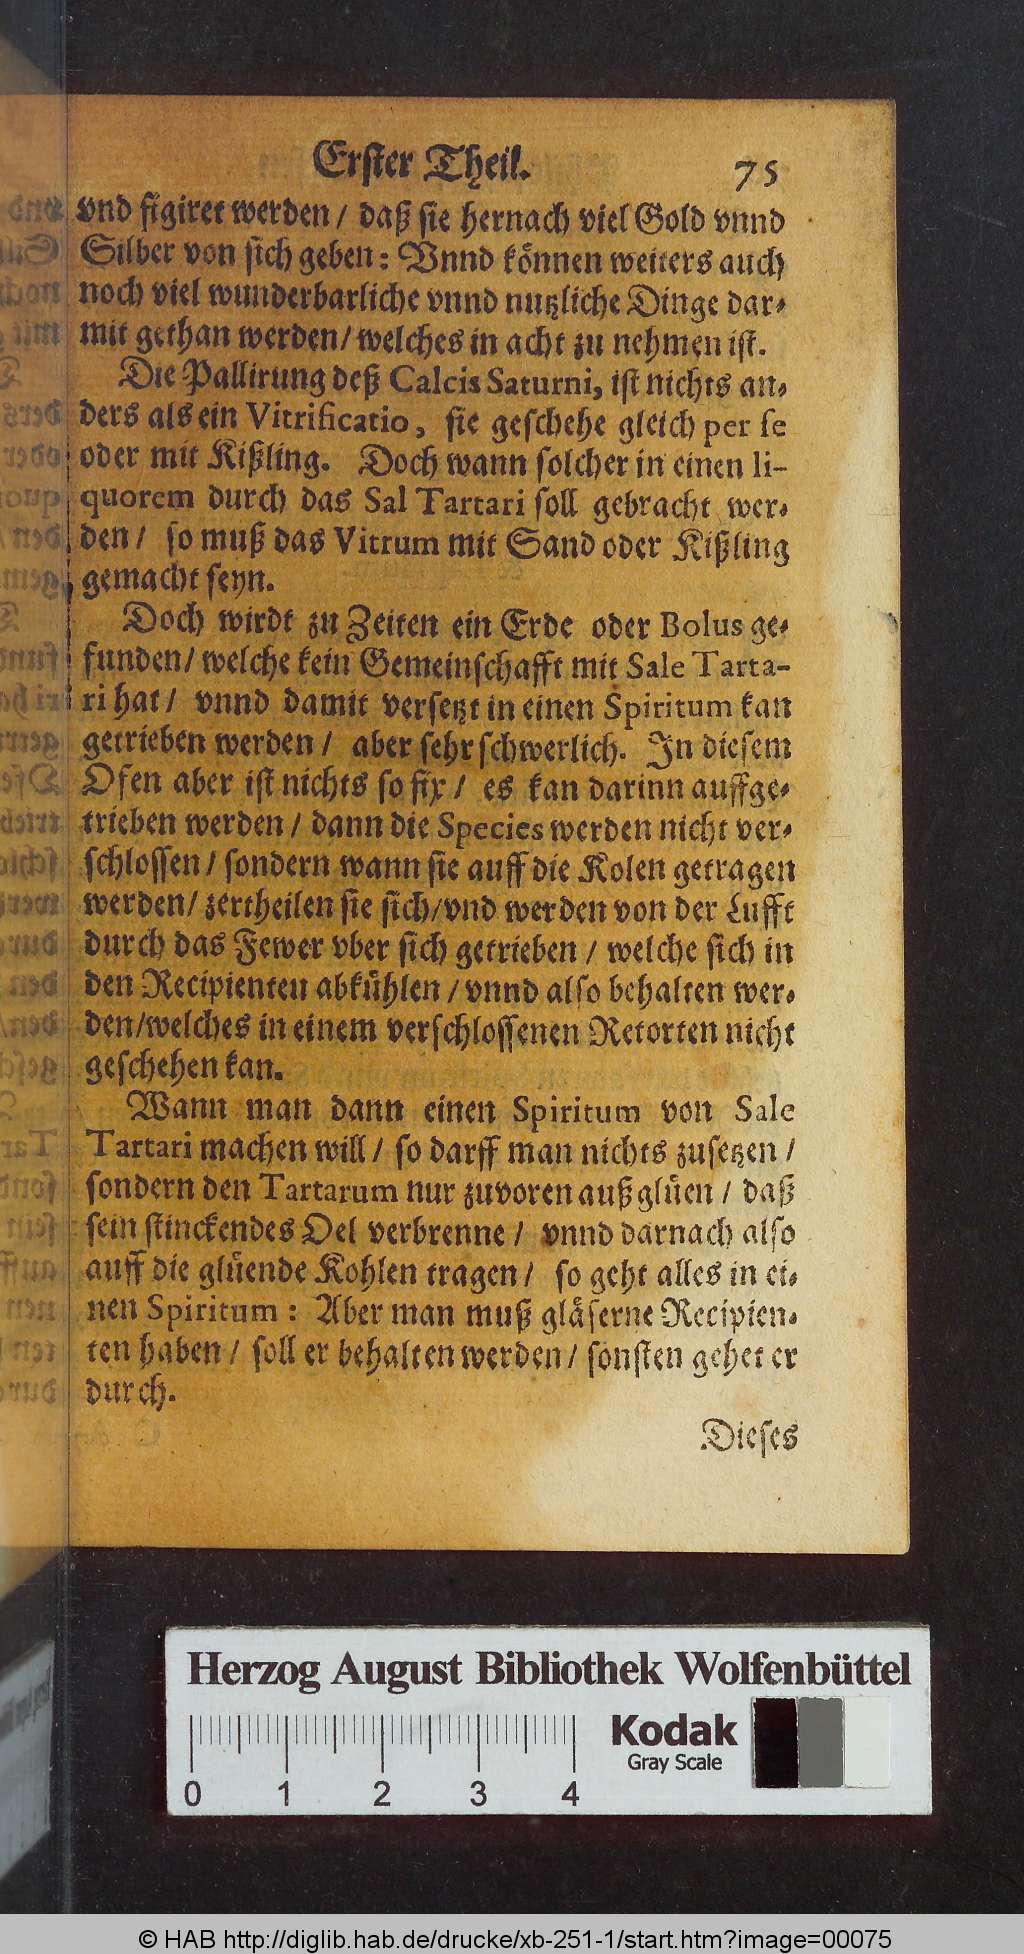 Erster Theil. 75
vnd figiret werden / daß sie hernach viel Gold vnnd
Silber von sich geben: Vnnd können weiters auch
noch viel wunderbarliche vnnd nutzliche Dinge dar-
mit gethan werden / welches in acht zu nehmen ist.
Die Pallirung deß Calcis Saturni, ist nichts an-
ders als ein Vitrificatio, sie geschehe gleich per se
oder mit Kißling. Doch wann solcher in einen li-
quorem durch das Sal Tartari soll gebracht wer-
den / so muß das Vitrum mit Sand oder Kißling
gemacht seyn.
Doch wirdt zu Zeiten ein Erde oder Bolus ge-
funden / welche kein Gemeinschafft mit Sale Tarta-
ri hat / vnnd damit versetzt in einen Spiritum kan
getrieben werden / aber sehr schwerlich. In diesem
Ofen aber ist nichts so fix / es kan darinn auffge-
trieben werden / dann die Species werden nicht ver-
schlossen / sondern wann sie auff die Kolen getragen
werden / zertheilen sie sich / vnd werden von der Lufft
durch das Fewer vber sich getrieben / welche sich in
den Recipienten abkühlen / vnnd also behalten wer-
den / welches in einem verschlossenen Retorten nicht
geschehen kan.
Wann man dann einen Spiritum von Sale
Tartari machen will / so darff man nichts zusetzen /
sondern den Tartarum nur zuvoren außglüen / daß
sein stinckendes Oel verbrenne / vnnd darnach also
auff die glüende Kohlen tragen / so geht alles in ei-
nen Spiritum : Aber man muß gläserne Recipien-
ten haben / soll er behalten werden / sonsten gehet er
durch.
Dieses
Herzog August Bibliothek Wolfenbüttel
Kodak
Gray Scale
0 1 2 3 4
© HAB http://diglib.hab.de/drucke/xb-251-1/start.htm?image=00075